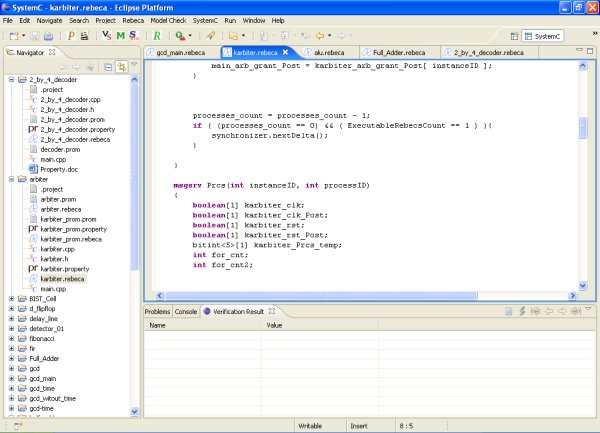 SystemC - karbiter.rebeca - Eclipse Platform
File Edit Navigate Search Project Rebeca Model Check SystemC Run Window Help
SystemC
Navigator
2_by_4_decoder
.project
2_by_4_decoder.cpp
2_by_4_decoder.h
2_by_4_decoder.prom
2_by_4_decoder.property
2_by_4_decoder.rebeca
decoder.prom
main.cpp
Property.doc
arbiter
.project
arbiter.prom
arbiter.rebeca
karbiter_prom.prom
karbiter_prom.property
karbiter_prom.rebeca
karbiter.cpp
karbiter.h
karbiter.property
karbiter.rebeca
main.cpp
BIST_Cell
d_flipflop
delay_line
detector_01
fibonacci
fir
Full_Adder
gcd
gcd_main
gcd_time
gcd_witout_time
gcd-time
gcd_main.rebeca
karbiter.rebeca
alu.rebeca
Full_Adder.rebeca
2_by_4_decoder.rebeca
main_arb_grant_Post = karbiter_arb_grant_Post[ instanceID ];
}
processes_count = processes_count - 1;
if ( (processes_count == 0) && ( ExecutableRebecsCount == 1 ) ){
synchronizer.nextDelta();
}
}
msgsrv Prcs(int instanceID, int processID)
{
boolean[1] karbiter_clk;
boolean[1] karbiter_clk_Post;
boolean[1] karbiter_rst;
boolean[1] karbiter_rst_Post;
bitint<5>[1] karbiter_Prcs_temp;
int for_cnt;
int for_cnt2;
Problems Console Verification Result
Name Value
Writable Insert 8 : 5